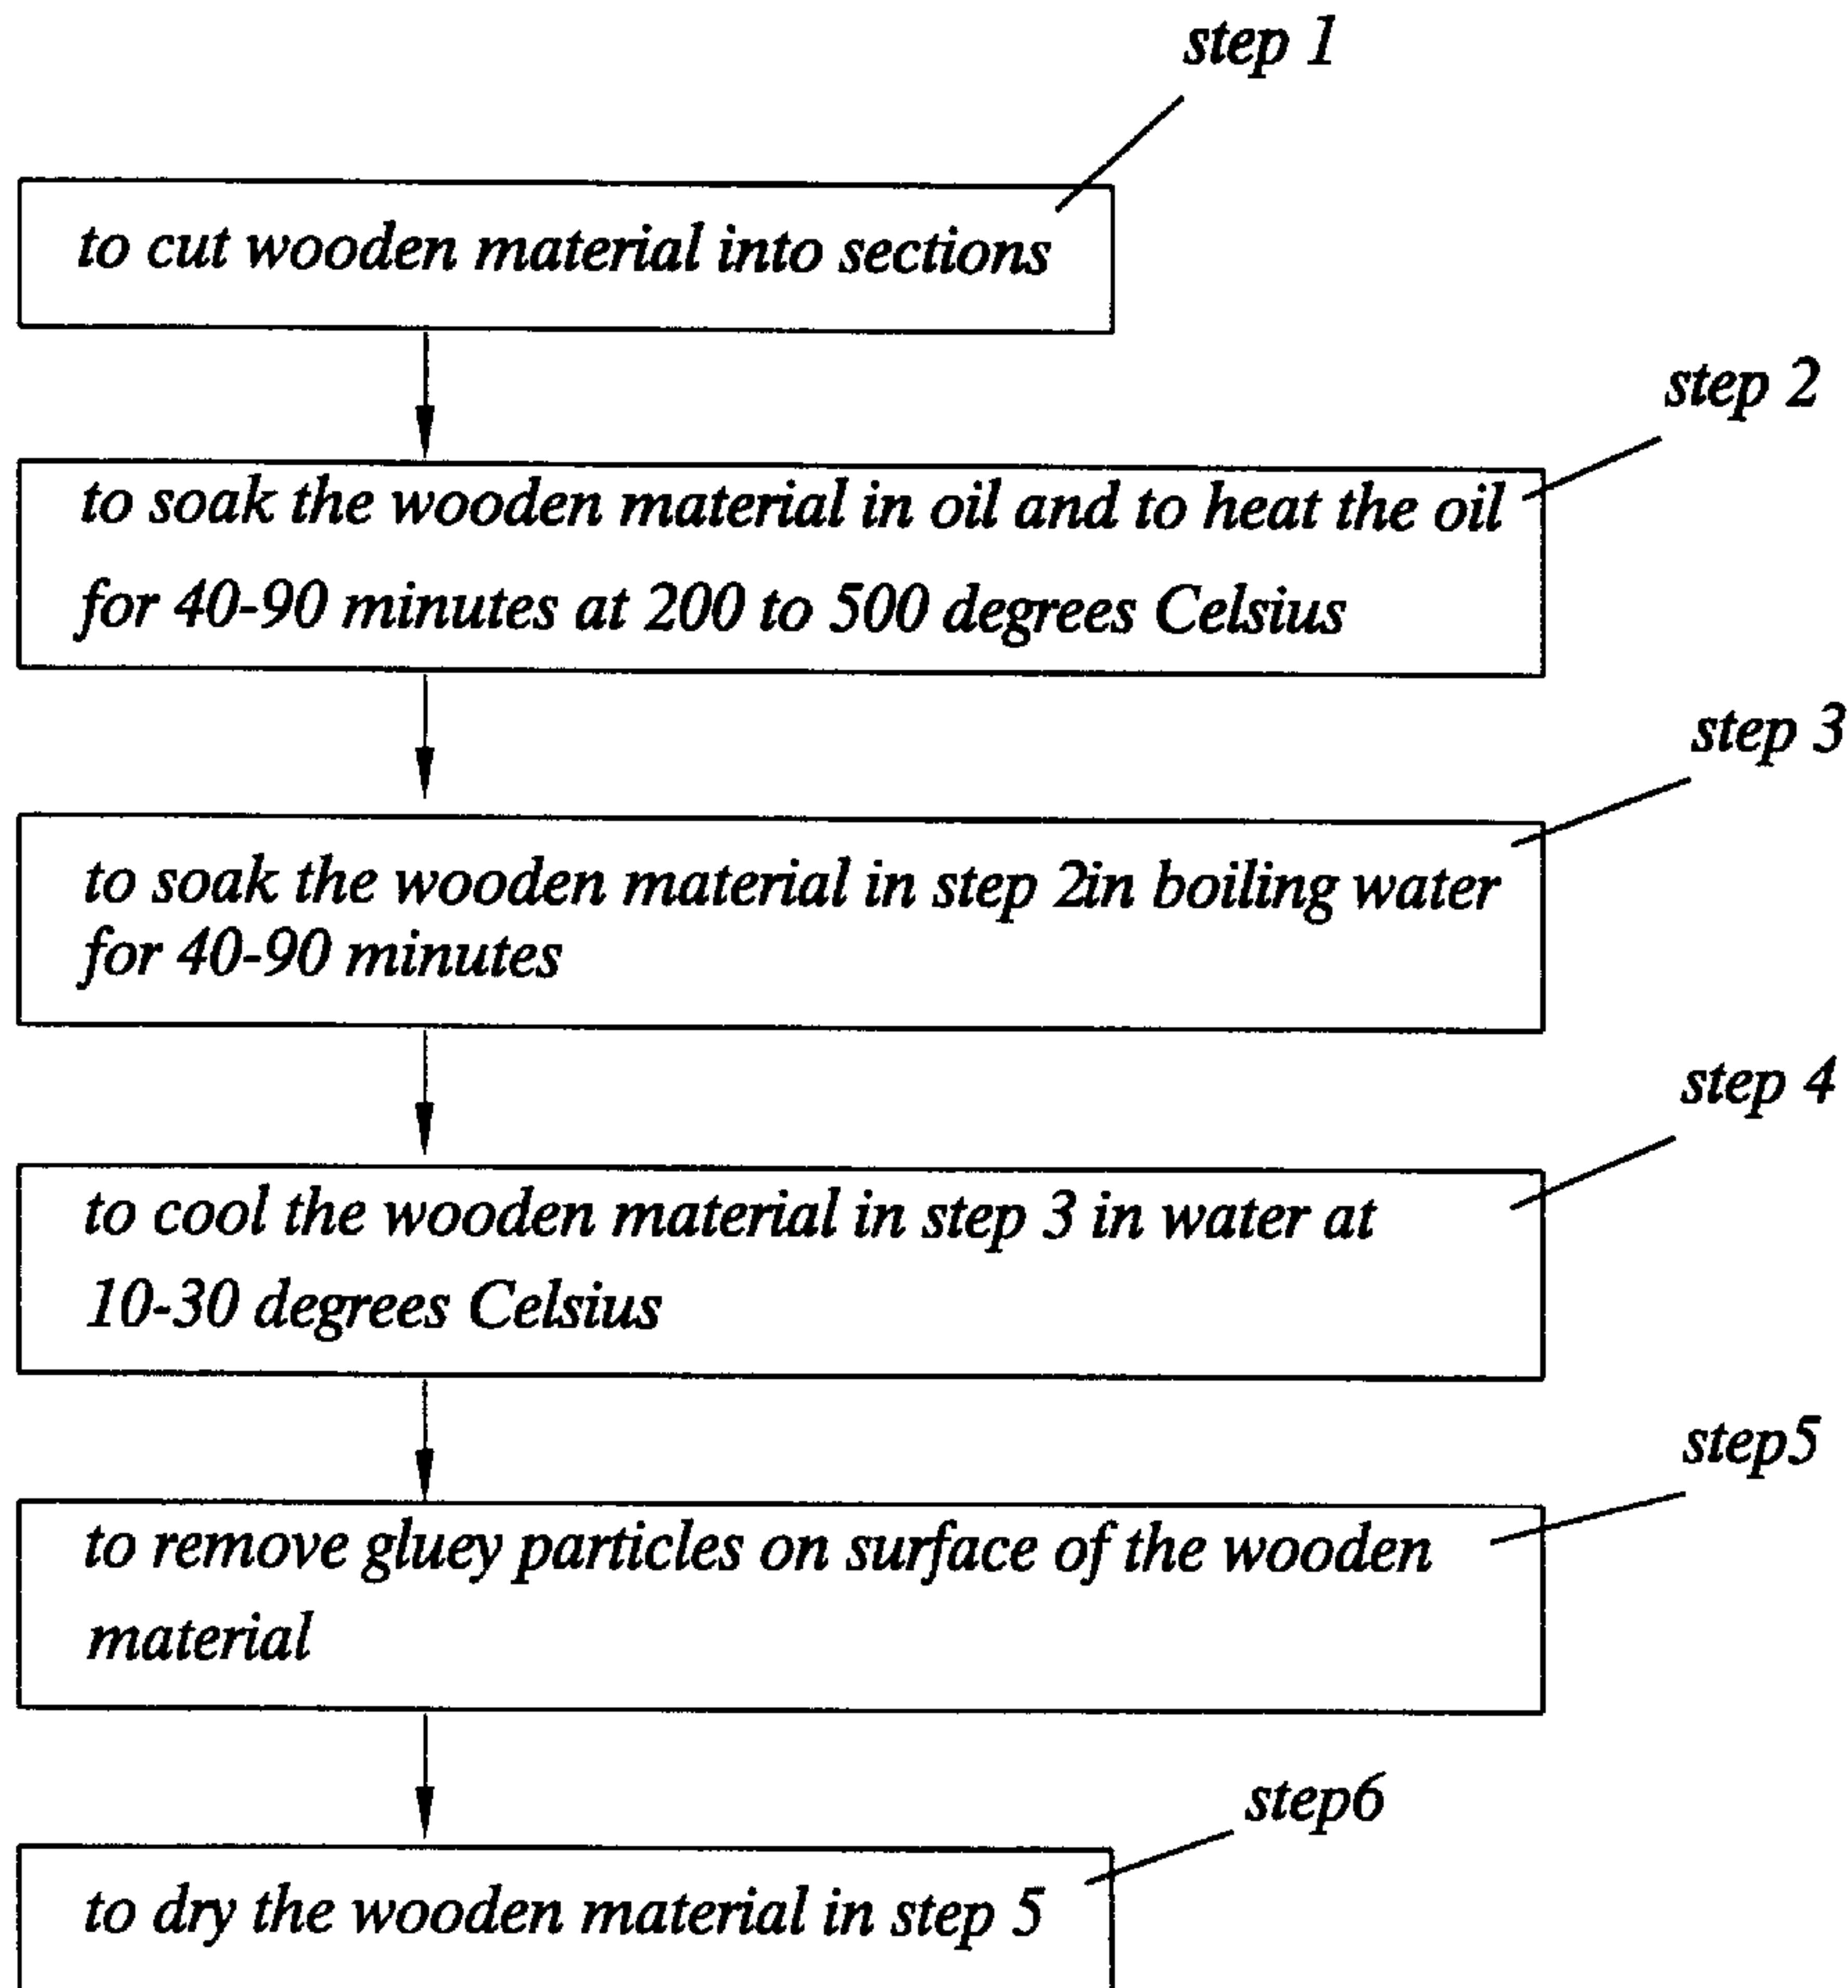 step 1
to cut wooden material into sections
step 2
to soak the wooden material in oil and to heat the oil
for 40-90 minutes at 200 to 500 degrees Celsius
step 3
to soak the wooden material in step 2in boiling water
for 40-90 minutes
step 4
to cool the wooden material in step 3 in water at
10-30 degrees Celsius
step5
to remove gluey particles on surface of the wooden
material
step6
to dry the wooden material in step 5